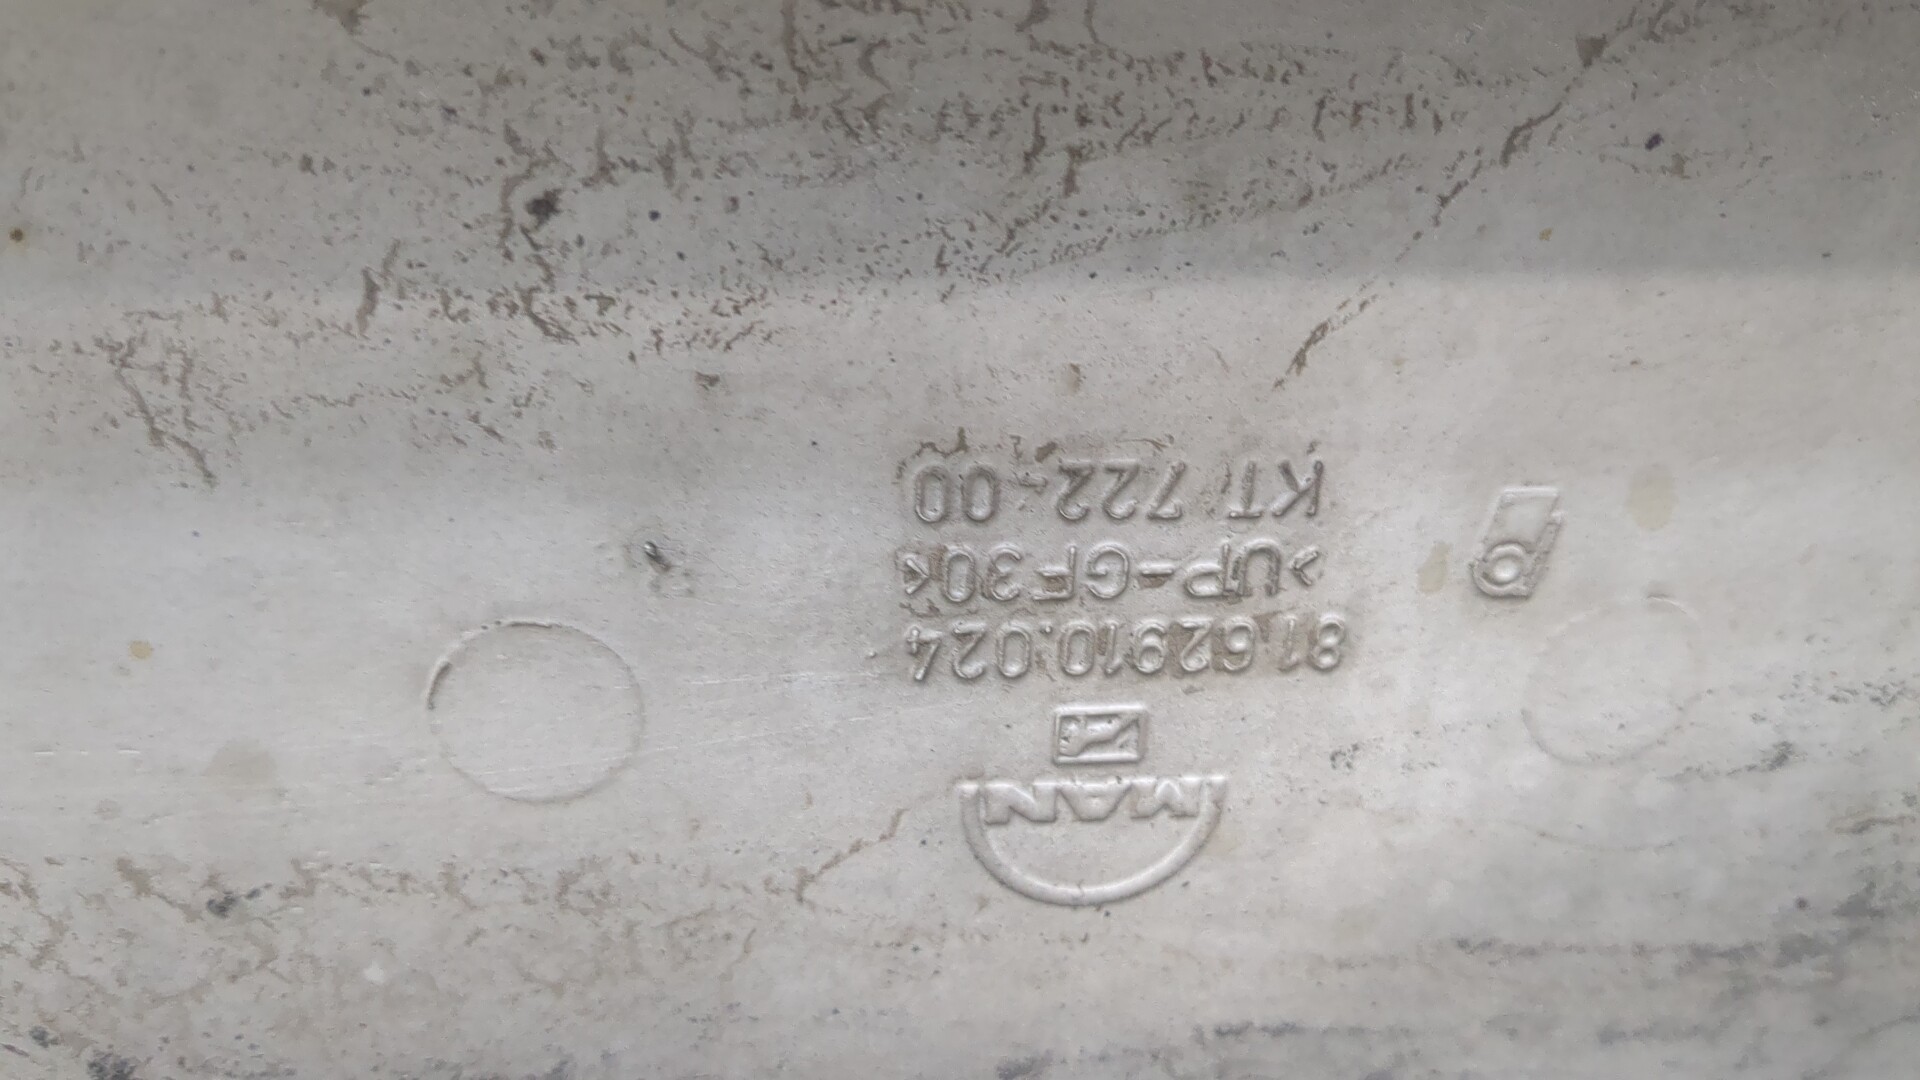 MAN
81.62910.024
>UP-GF30<
KT 722-00